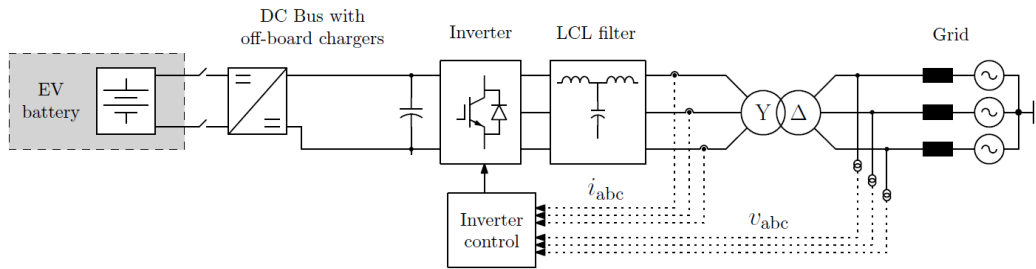 DC Bus with
off-board chargers
Inverter
LCL filter
Grid
EV
battery
Y
Δ
i_abc
Inverter
control
v_abc